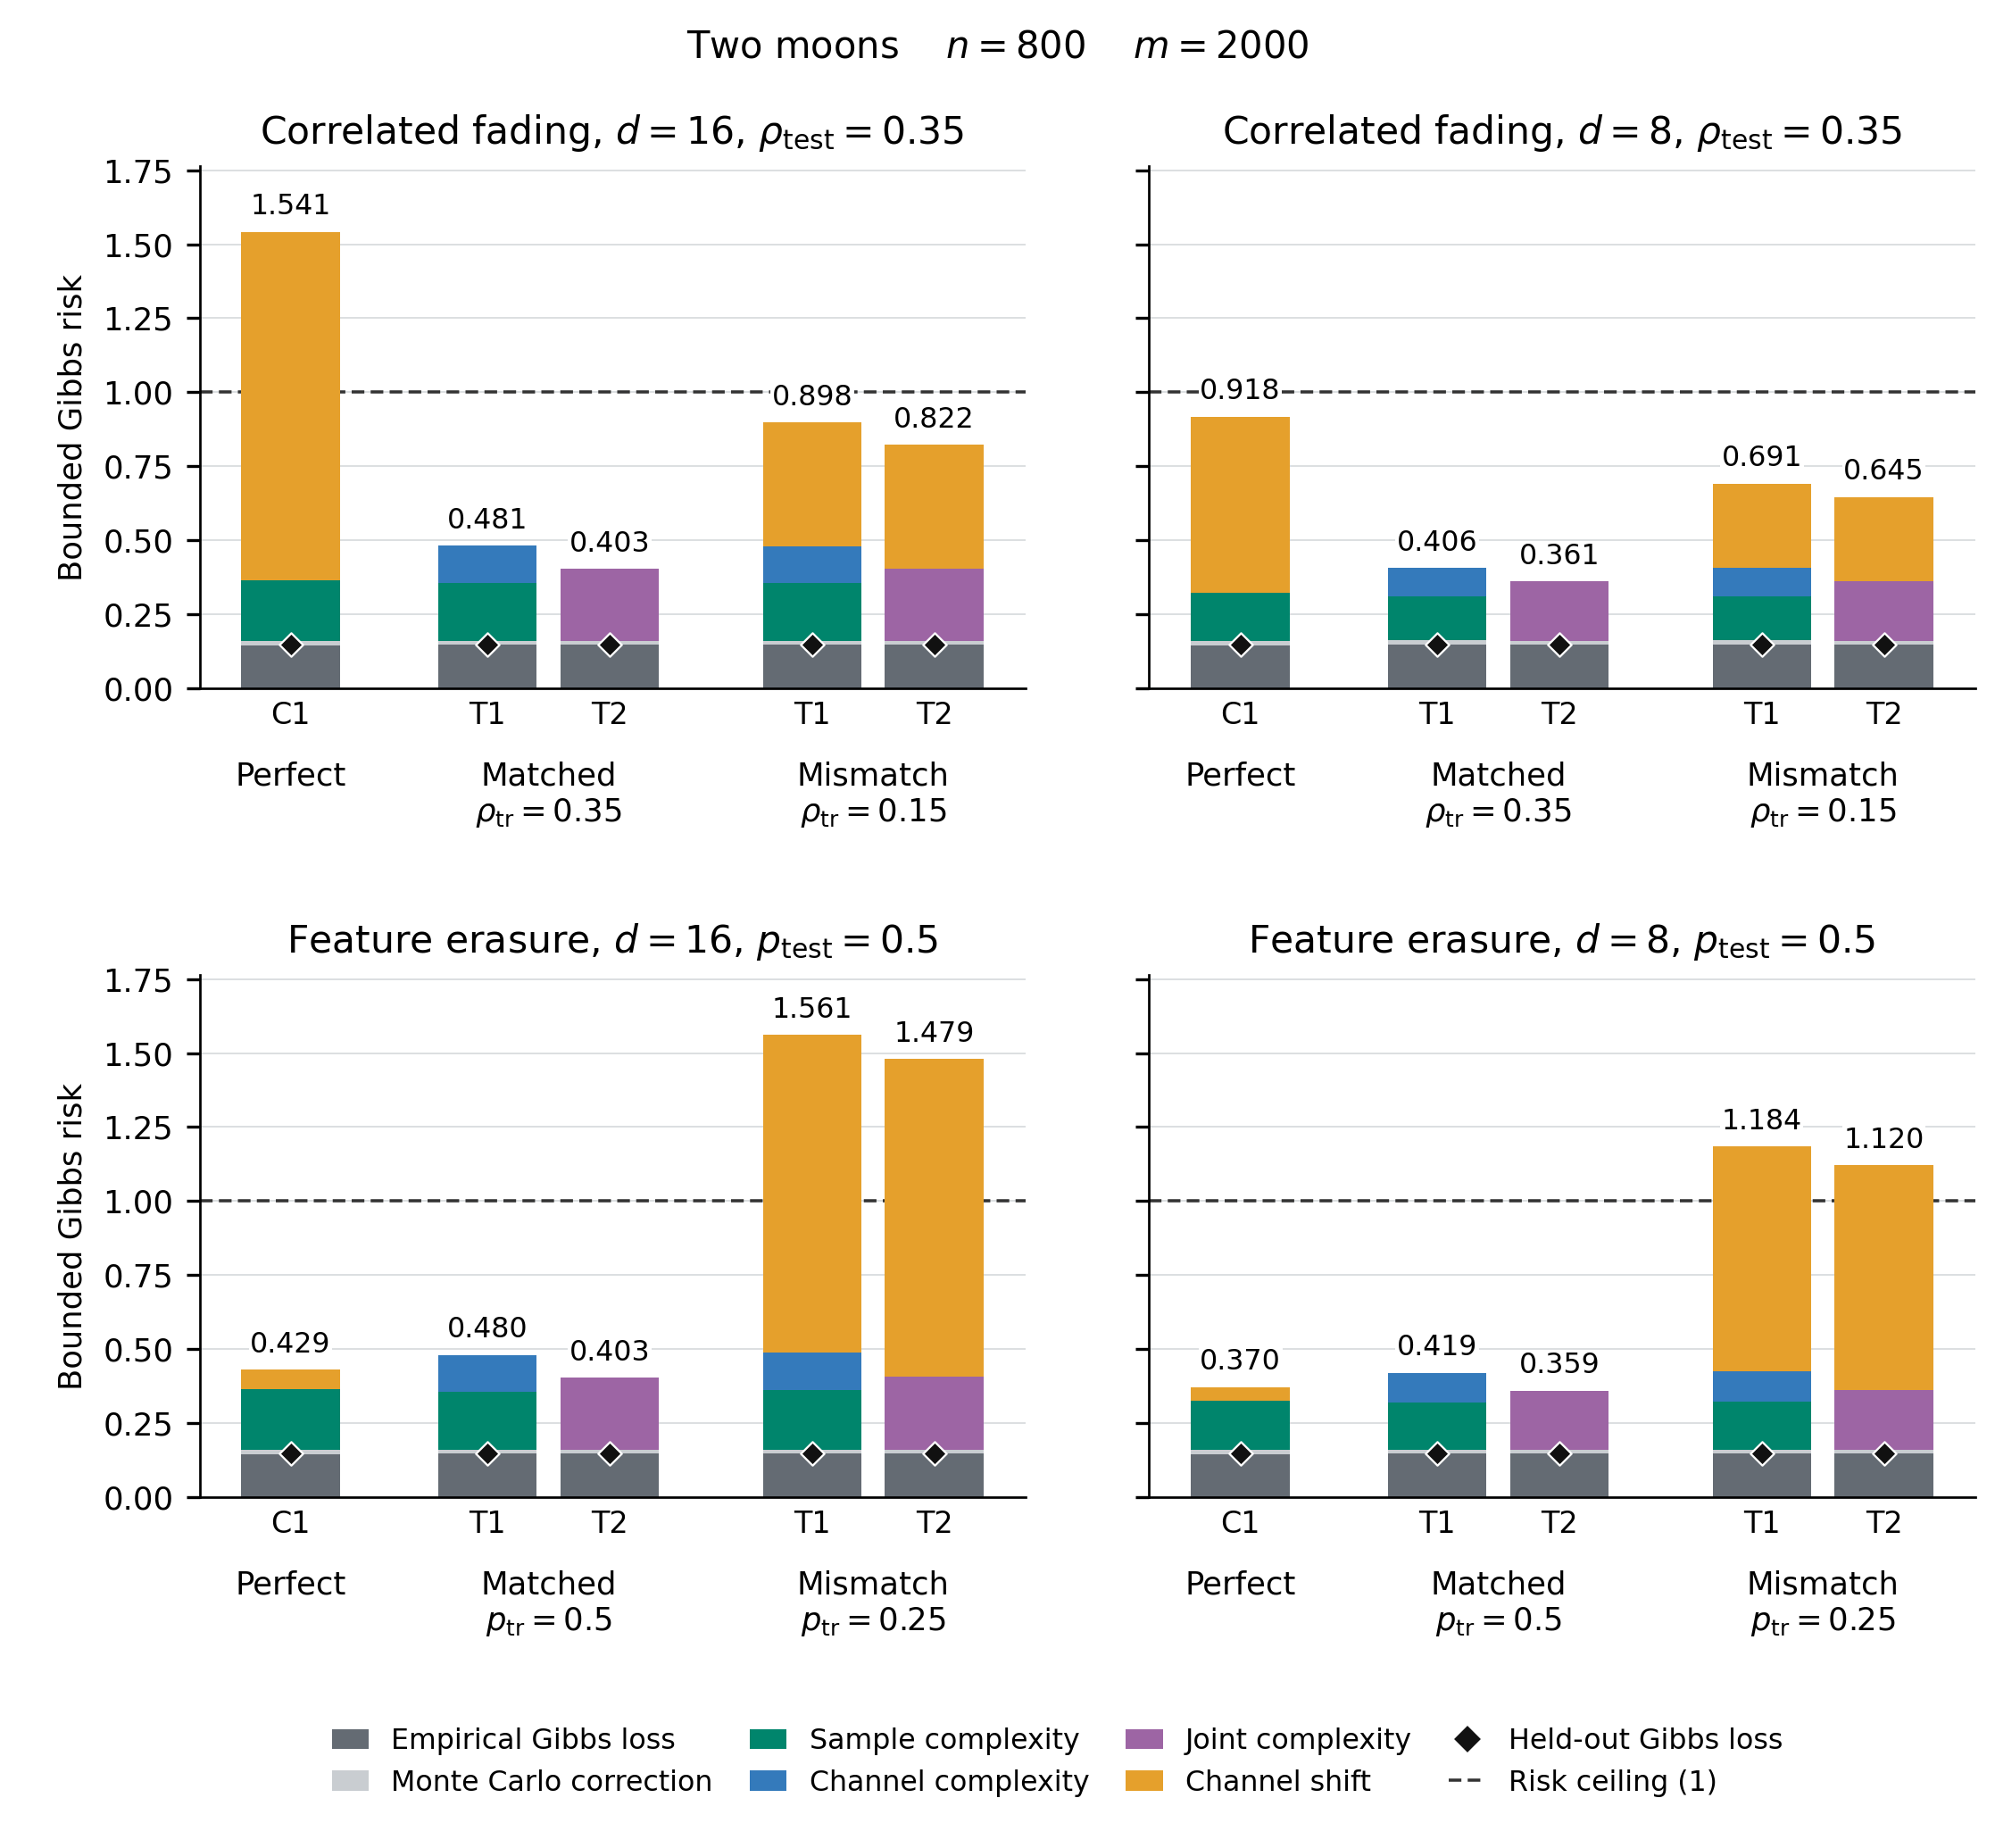 Two moons n = 800 m = 2000
Correlated fading, d = 16, ρtest = 0.35
1.75
1.50
1.25
1.00
0.75
0.50
0.25
0.00
Bounded Gibbs risk
1.541
0.481
0.403
0.898
0.822
C1 T1 T2 T1 T2
Perfect Matched Mismatch
ρtr = 0.35 ρtr = 0.15
Correlated fading, d = 8, ρtest = 0.35
0.918
0.406
0.361
0.691
0.645
C1 T1 T2 T1 T2
Perfect Matched Mismatch
ρtr = 0.35 ρtr = 0.15
Feature erasure, d = 16, ptest = 0.5
1.75
1.50
1.25
1.00
0.75
0.50
0.25
0.00
Bounded Gibbs risk
0.429
0.480
0.403
1.561
1.479
C1 T1 T2 T1 T2
Perfect Matched Mismatch
ptr = 0.5 ptr = 0.25
Feature erasure, d = 8, ptest = 0.5
0.370
0.419
0.359
1.184
1.120
C1 T1 T2 T1 T2
Perfect Matched Mismatch
ptr = 0.5 ptr = 0.25
Empirical Gibbs loss Sample complexity Joint complexity Held-out Gibbs loss
Monte Carlo correction Channel complexity Channel shift Risk ceiling (1)